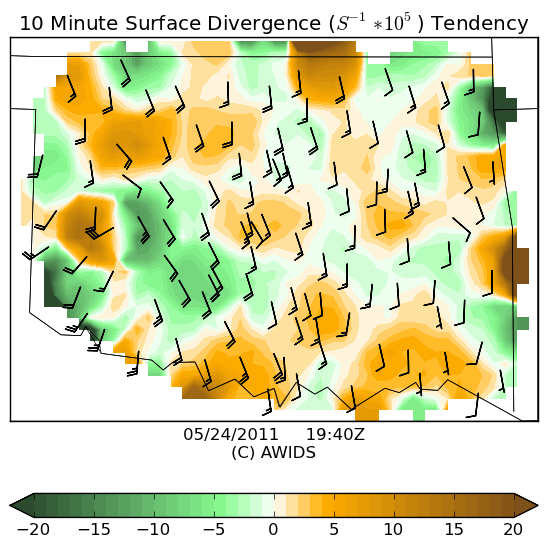 10 Minute Surface Divergence (S⁻¹ *10⁵ ) Tendency
05/24/2011 19:40Z
(C) AWIDS
−20 −15 −10 −5 0 5 10 15 20